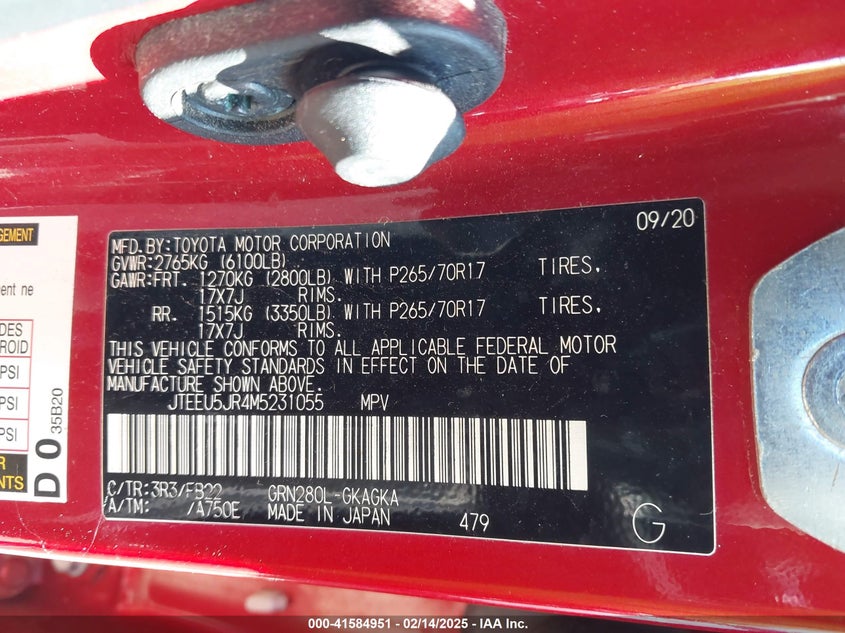 09/20
MFD.BY:TOYOTA MOTOR CORPORATION
GVWR:2765KG (6100LB)
GAWR:FRT. 1270KG (2800LB) WITH P265/70R17 TIRES,
17X7J RIMS.
RR. 1515KG (3350LB) WITH P265/70R17 TIRES,
17X7J RIMS.
THIS VEHICLE CONFORMS TO ALL APPLICABLE FEDERAL MOTOR
VEHICLE SAFETY STANDARDS IN EFFECT ON THE DATE OF
MANUFACTURE SHOWN ABOVE.
JTEEU5JR4M5231055 MPV
C/TR:3R3/FB22 GRN280L-GKAGKA
/A/TM: /A750E MADE IN JAPAN 479
G
ent ne
PSI
PSI
D 0 35B20
000-41584951 | 02/14/2025 - IAA Inc.